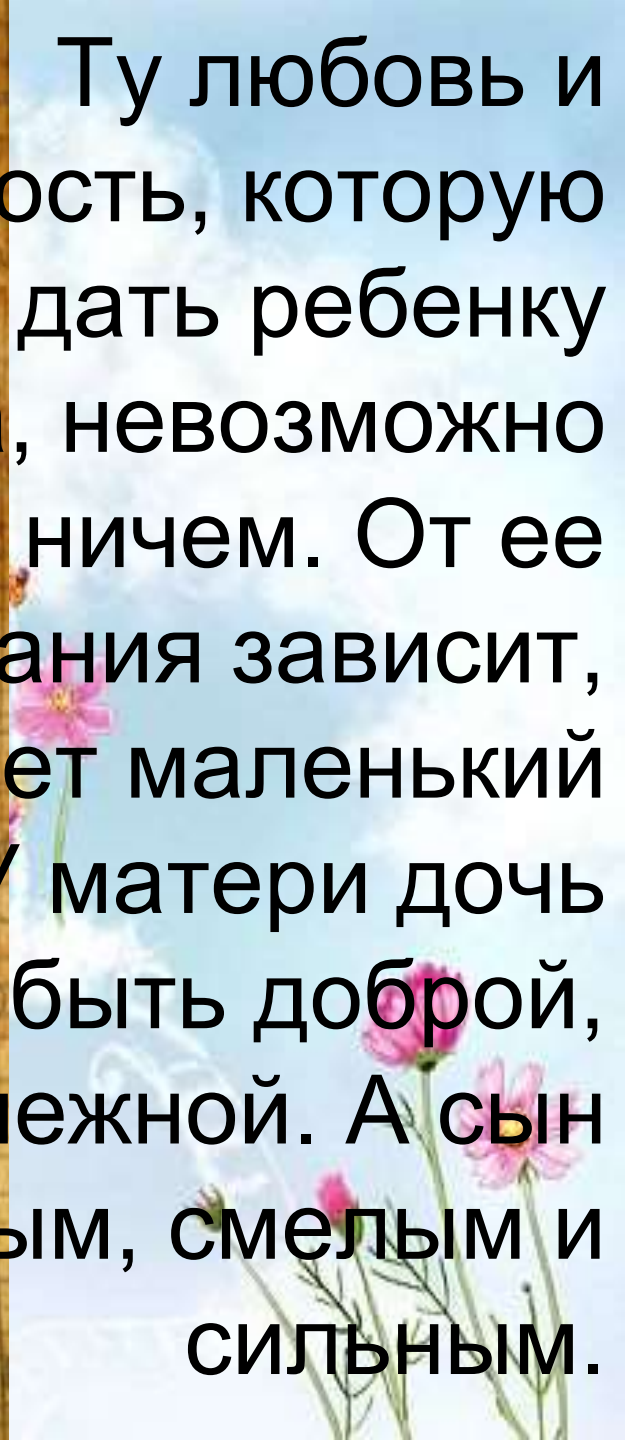 Ту любовь и
ость, которую
дать ребенку
, невозможно
ничем. От ее
ания зависит,
ет маленький
У матери дочь
быть доброй,
ежной. А сын
ым, смелым и
сильным.